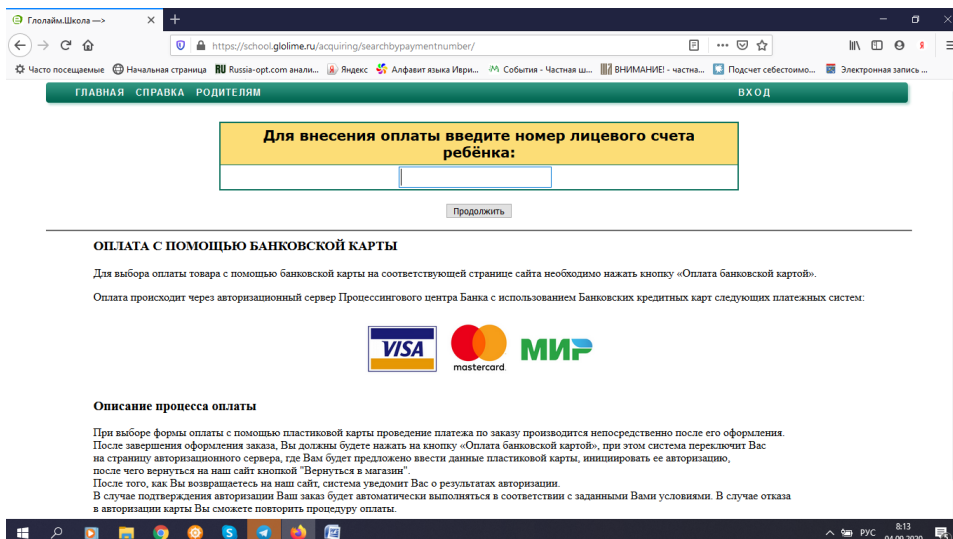 Глолайм.Школа —>
https://school.glolime.ru/acquiring/searchbypaymentnumber/
Часто посещаемые Начальная страница Russia-opt.com анали... Яндекс Алфавит языка Иври... События - Частная ш... ВНИМАНИЕ! - частна... Подсчет себестоимо... Электронная запись ...
ГЛАВНАЯ СПРАВКА РОДИТЕЛЯМ ВХОД
Для внесения оплаты введите номер лицевого счета
ребёнка:
Продолжить
ОПЛАТА С ПОМОЩЬЮ БАНКОВСКОЙ КАРТЫ
Для выбора оплаты товара с помощью банковской карты на соответствующей странице сайта необходимо нажать кнопку «Оплата банковской картой».
Оплата происходит через авторизационный сервер Процессингового центра Банка с использованием Банковских кредитных карт следующих платежных систем:
VISA mastercard. МИР
Описание процесса оплаты
При выборе формы оплаты с помощью пластиковой карты проведение платежа по заказу производится непосредственно после его оформления.
После завершения оформления заказа, Вы должны будете нажать на кнопку «Оплата банковской картой», при этом система переключит Вас
на страницу авторизационного сервера, где Вам будет предложено ввести данные пластиковой карты, инициировать ее авторизацию,
после чего вернуться на наш сайт кнопкой "Вернуться в магазин".
После того, как Вы возвращаетесь на наш сайт, система уведомит Вас о результатах авторизации.
В случае подтверждения авторизации Ваш заказ будет автоматически выполняться в соответствии с заданными Вами условиями. В случае отказа
в авторизации карты Вы сможете повторить процедуру оплаты.
РУС 8:13
04.09.2020